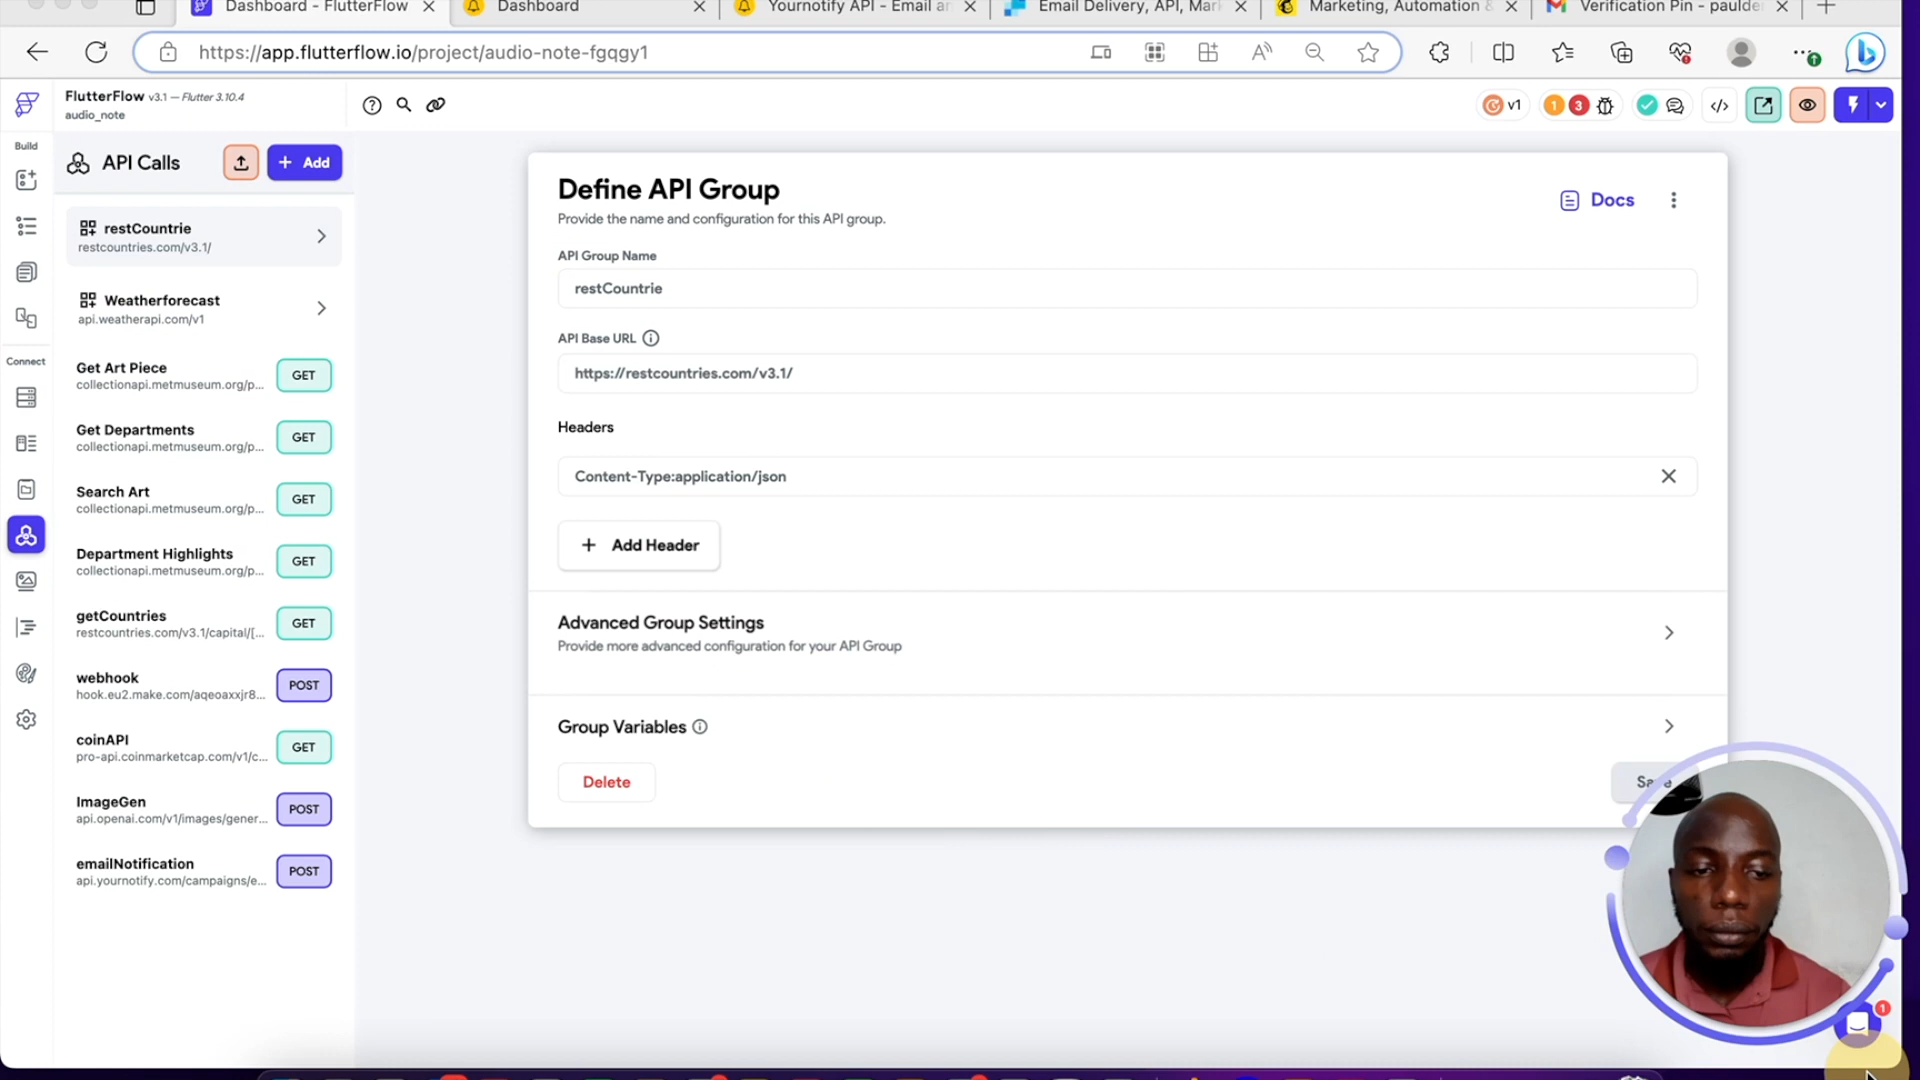 Dashboard - FlutterFlow
Dashboard
Yournotify API - Email an
Email Delivery, API, Mark
Marketing, Automation &
Verification Pin - paulde
https://app.flutterflow.io/project/audio-note-fgqgy1
FlutterFlow v3.1 — Flutter 3.10.4
audio_note
v1
1
3
Build
API Calls
+ Add
restCountrie
restcountries.com/v3.1/
Weatherforecast
api.weatherapi.com/v1
Connect
Get Art Piece
collectionapi.metmuseum.org/p...
GET
Get Departments
collectionapi.metmuseum.org/p...
GET
Search Art
collectionapi.metmuseum.org/p...
GET
Department Highlights
collectionapi.metmuseum.org/p...
GET
getCountries
restcountries.com/v3.1/capital/[...
GET
webhook
hook.eu2.make.com/aqeoaxxjr8...
POST
coinAPI
pro-api.coinmarketcap.com/v1/c...
GET
ImageGen
api.openai.com/v1/images/gener...
POST
emailNotification
api.yournotify.com/campaigns/e...
POST
Define API Group
Provide the name and configuration for this API group.
Docs
API Group Name
restCountrie
API Base URL
https://restcountries.com/v3.1/
Headers
Content-Type:application/json
+ Add Header
Advanced Group Settings
Provide more advanced configuration for your API Group
Group Variables
Delete
Save
1